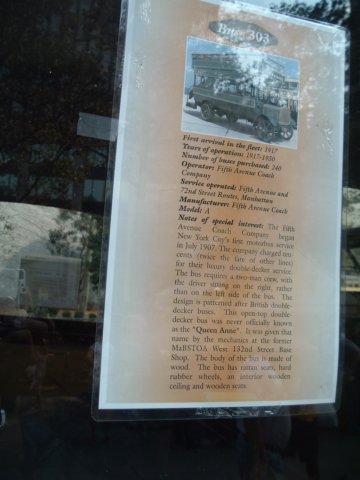 Bus 303
First arrival in the fleet: 1917
Years of operation: 1917-1930
Number of buses purchased: 240
Operator: Fifth Avenue Coach
Company
Service operated: Fifth Avenue and
72nd Street Routes, Manhattan
Manufacturer: Fifth Avenue Coach
Model: A
Notes of special interest: The Fifth
Avenue Coach Company began
New York City's first motorbus service
in July 1907. The company charged ten-
cents (twice the fare of other lines)
for their luxury double-decker service.
The bus requires a two-man crew, with
the driver sitting on the right, rather
than on the left side of the bus. The
design is patterned after British double-
decker buses. This open-top double-
decker bus was never officially known
as the "Queen Anne". It was given that
name by the mechanics at the former
MaBSTOA West 132nd Street Base
Shop. The body of the bus is made of
wood. The bus has rattan seats, hard
rubber wheels, an interior wooden
ceiling and wooden seats.